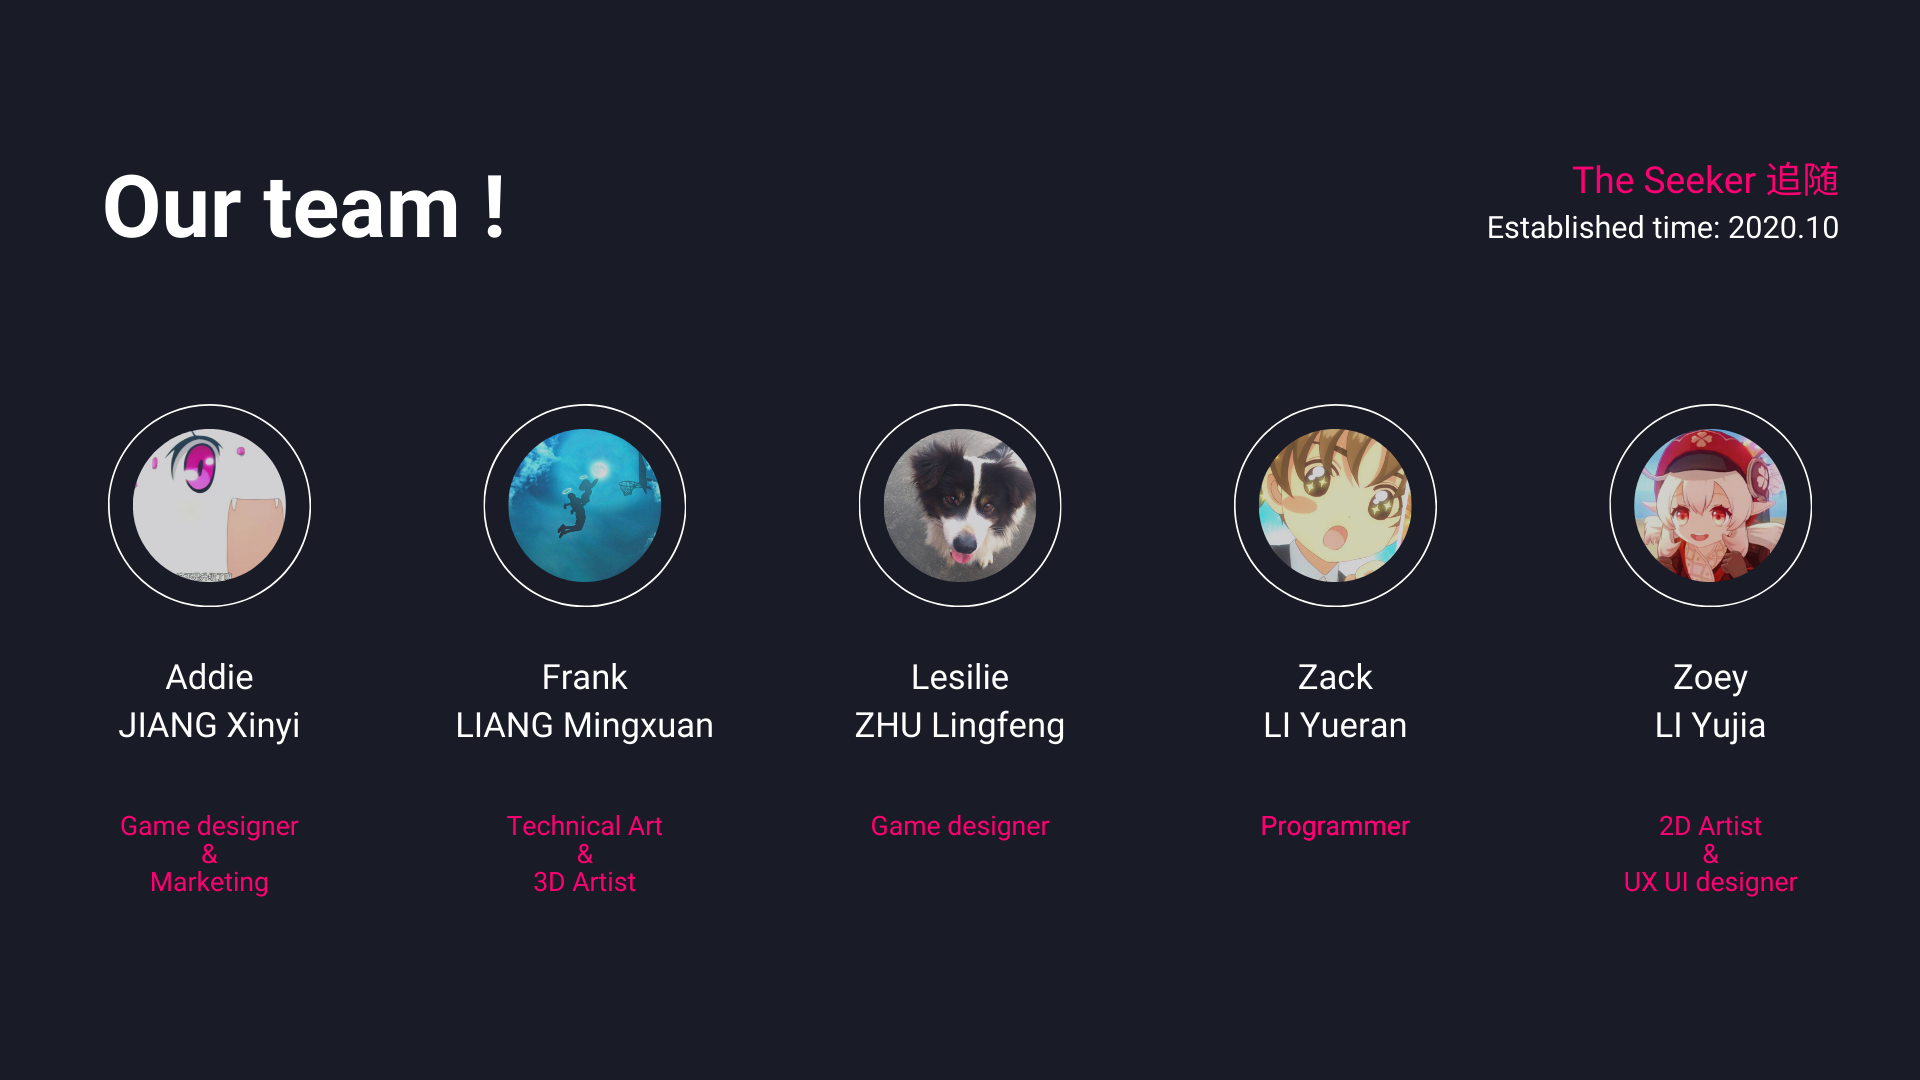 Our team !
The Seeker 追随
Established time: 2020.10
Addie
JIANG Xinyi
Game designer
&
Marketing
Frank
LIANG Mingxuan
Technical Art
&
3D Artist
Lesilie
ZHU Lingfeng
Game designer
Zack
LI Yueran
Programmer
Zoey
LI Yujia
2D Artist
&
UX UI designer